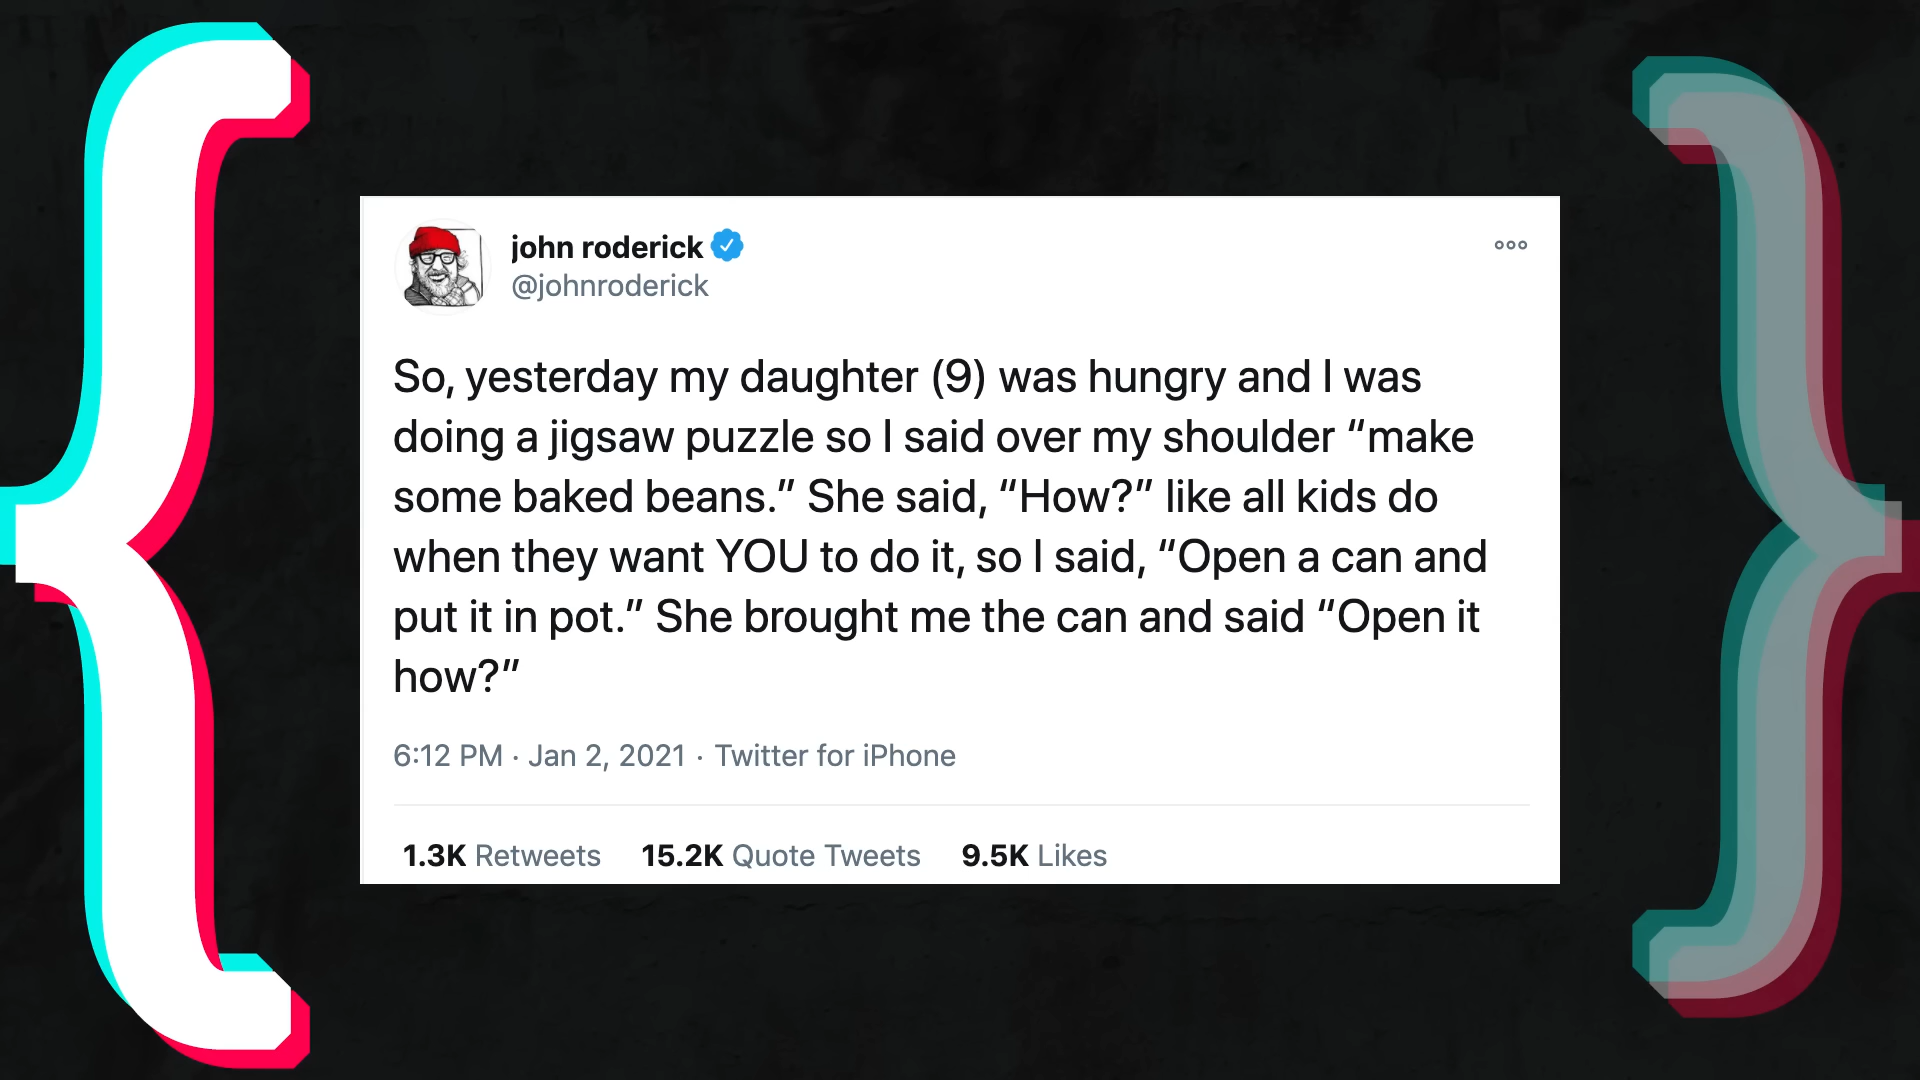 john roderick
@johnroderick
So, yesterday my daughter (9) was hungry and I was
doing a jigsaw puzzle so I said over my shoulder “make
some baked beans.” She said, “How?” like all kids do
when they want YOU to do it, so I said, “Open a can and
put it in pot.” She brought me the can and said “Open it
how?”
6:12 PM · Jan 2, 2021 · Twitter for iPhone
1.3K Retweets 15.2K Quote Tweets 9.5K Likes